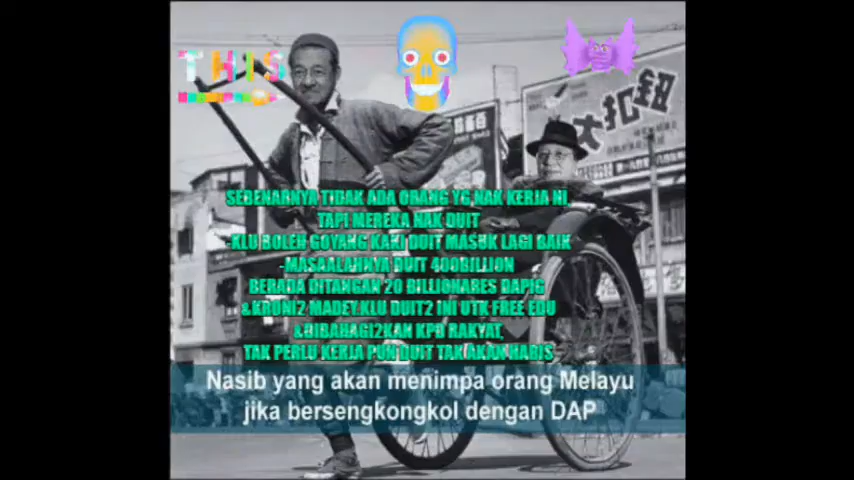 THIS
大扣鈕
SEBENARNYA TIDAK ADA ORANG YG NAK KERJA NI
TAPI MEREKA NAK DUIT
-KLU BOLEH GOYANG KAKI DUIT MASUK LAGI BAIK
-MASAALAHNYA DUIT 400BILLION
BERADA DITANGAN 20 BILLIONARES DAPIG
&KRONI2 MADEY.KLU DUIT2 INI UTK FREE EDU
&DIBAHAGI2KAN KPD RAKYAT,
TAK PERLU KERJA PUN DUIT TAK AKAN HABIS
Nasib yang akan menimpa orang Melayu
jika bersengkongkol dengan DAP